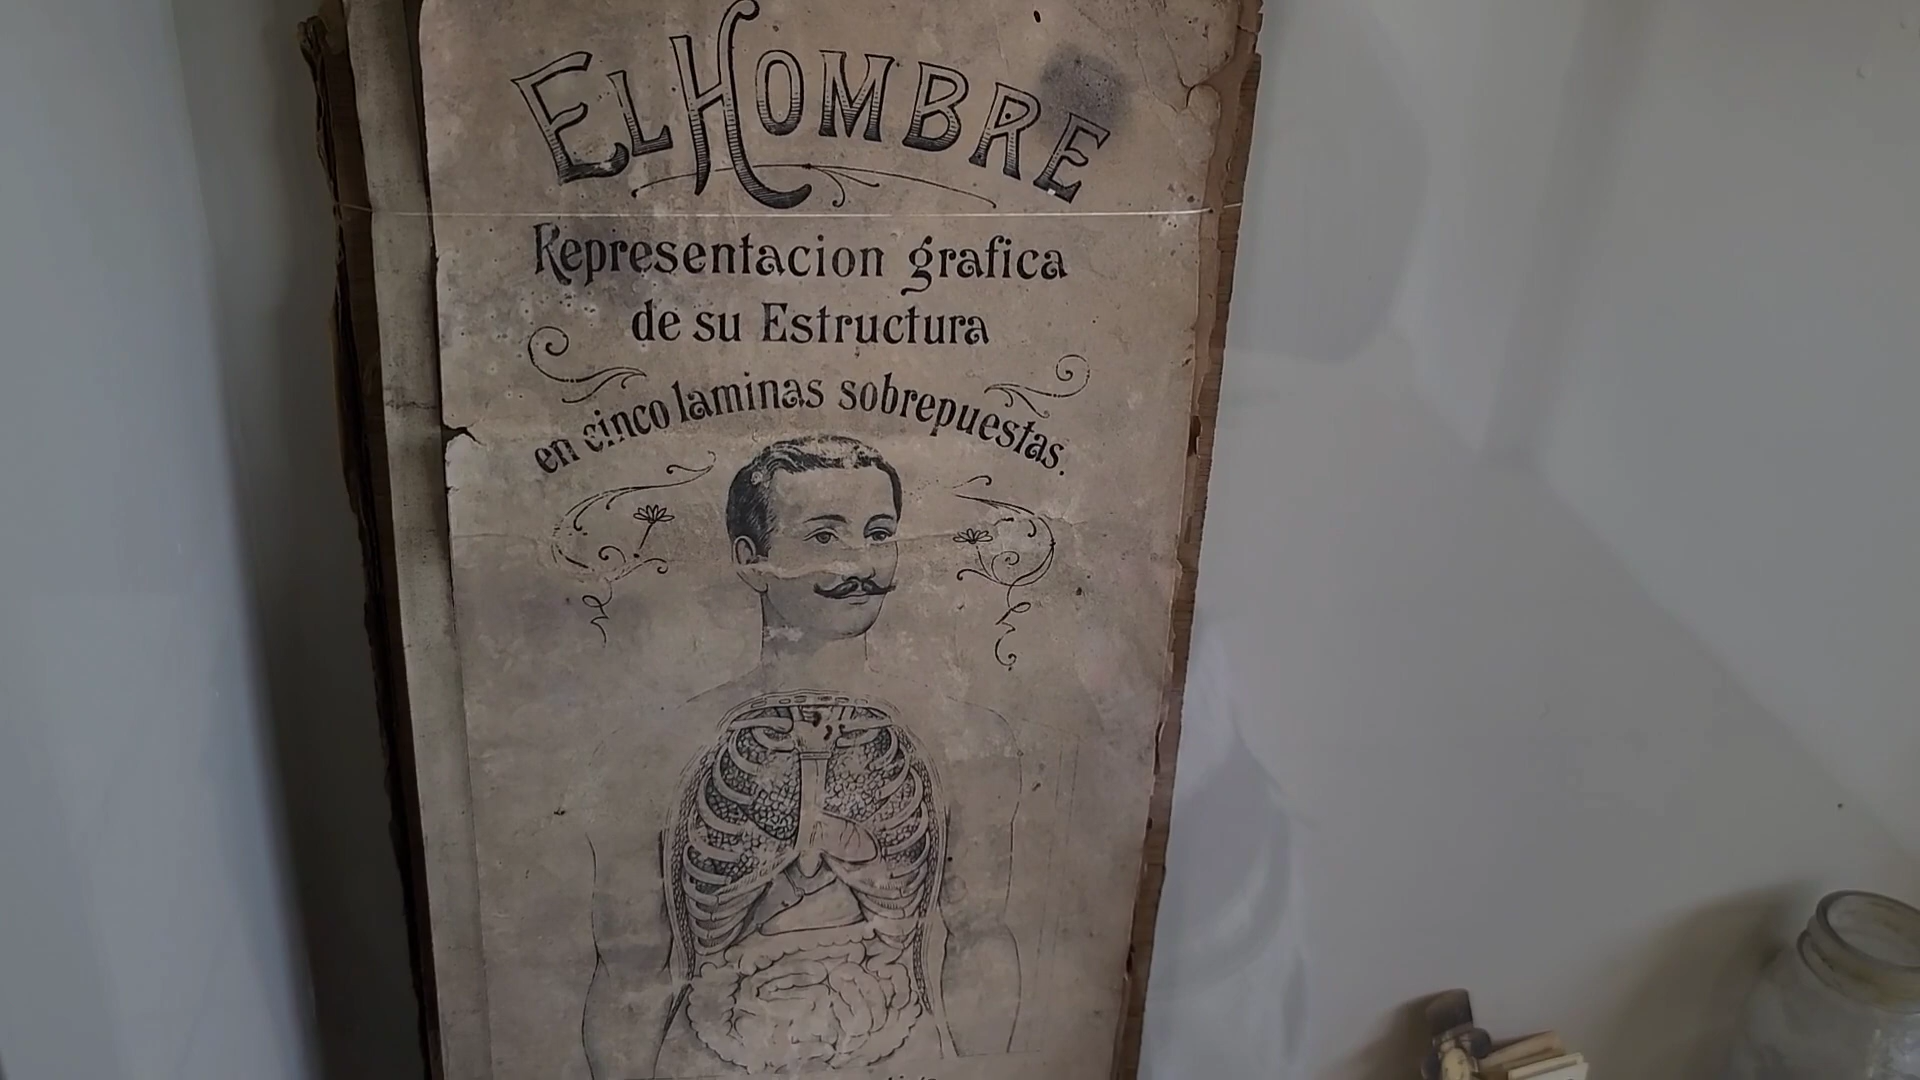 EL HOMBRE
Representacion grafica
de su Estructura
en cinco laminas sobrepuestas.